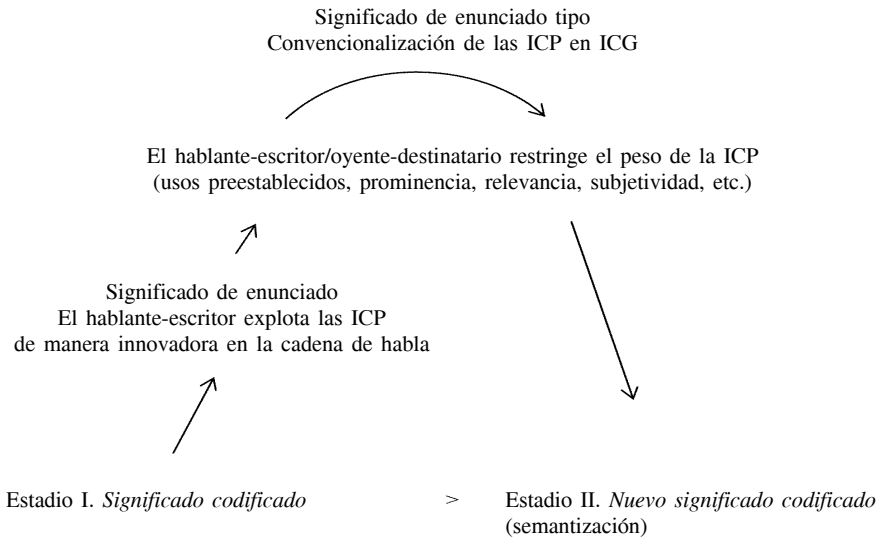 Significado de enunciado tipo
Convencionalización de las ICP en ICG
El hablante-escritor/oyente-destinatario restringe el peso de la ICP
(usos preestablecidos, prominencia, relevancia, subjetividad, etc.)
Significado de enunciado
El hablante-escritor explota las ICP
de manera innovadora en la cadena de habla
Estadio I. Significado codificado > Estadio II. Nuevo significado codificado
(semantización)